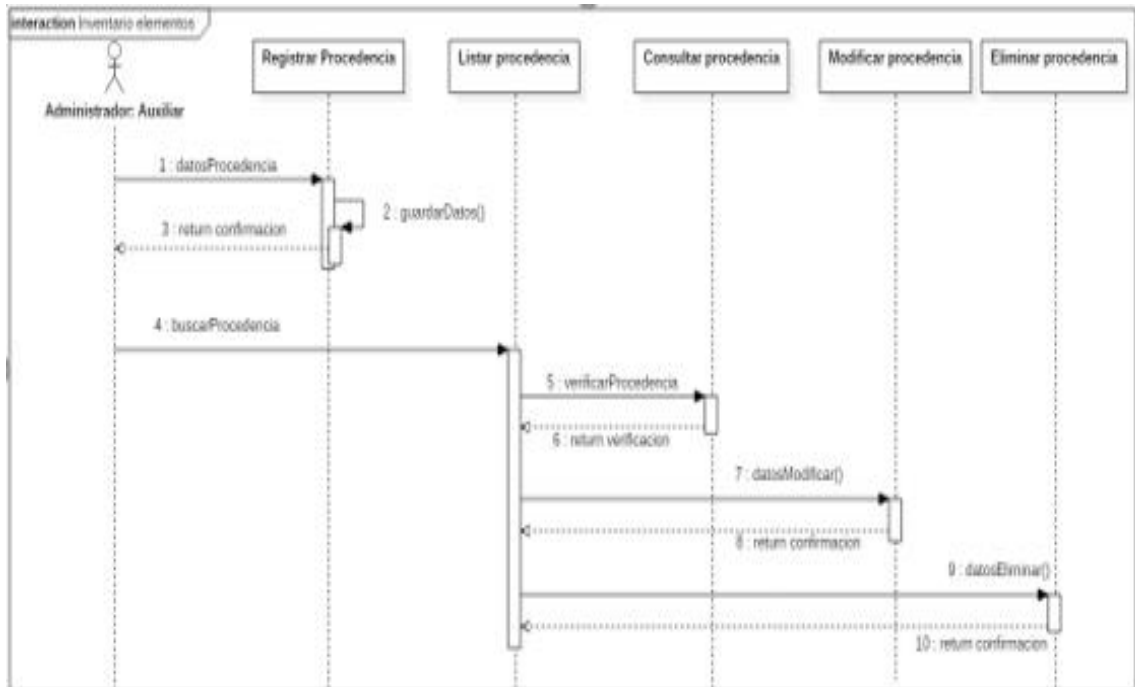 interaction Inventario elementos
Administrador: Auxiliar
Registrar Procedencia
Listar procedencia
Consultar procedencia
Modificar procedencia
Eliminar procedencia
1 : datosProcedencia
2 : guardarDatos()
3 : return confirmacion
4 : buscarProcedencia
5 : verificarProcedencia
6 : return verificacion
7 : datosModificar()
8 : return confirmacion
9 : datosEliminar()
10 : return confirmacion